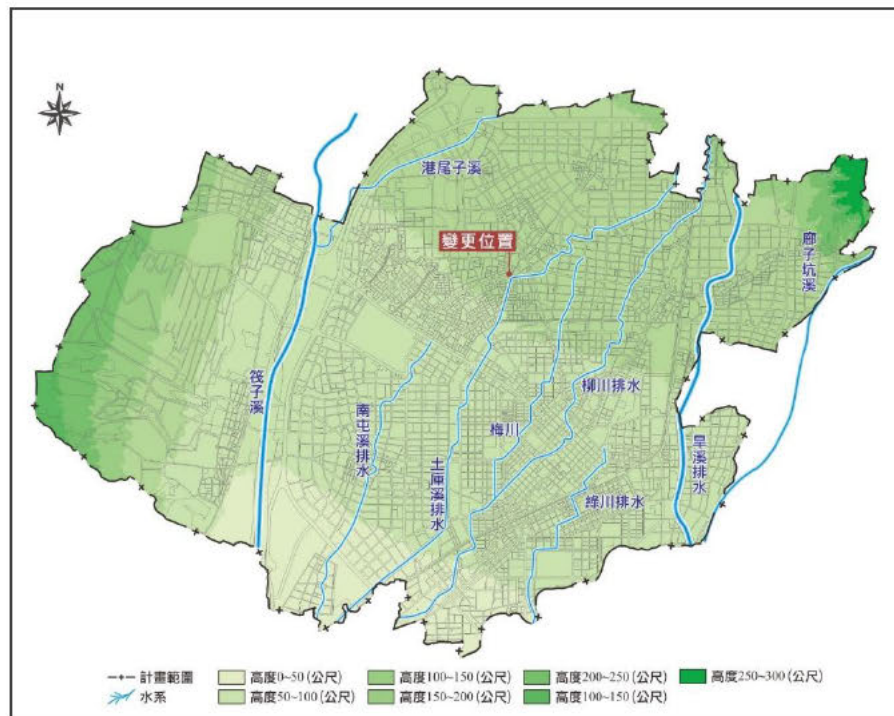 N
港尾子溪
變更位置
廍子坑溪
筏子溪
南屯溪排水
土庫溪排水
梅川
柳川排水
綠川排水
旱溪排水
計畫範圍
高度0~50(公尺)
高度100~150(公尺)
高度200~250(公尺)
高度250~300(公尺)
水系
高度50~100(公尺)
高度150~200(公尺)
高度100~150(公尺)